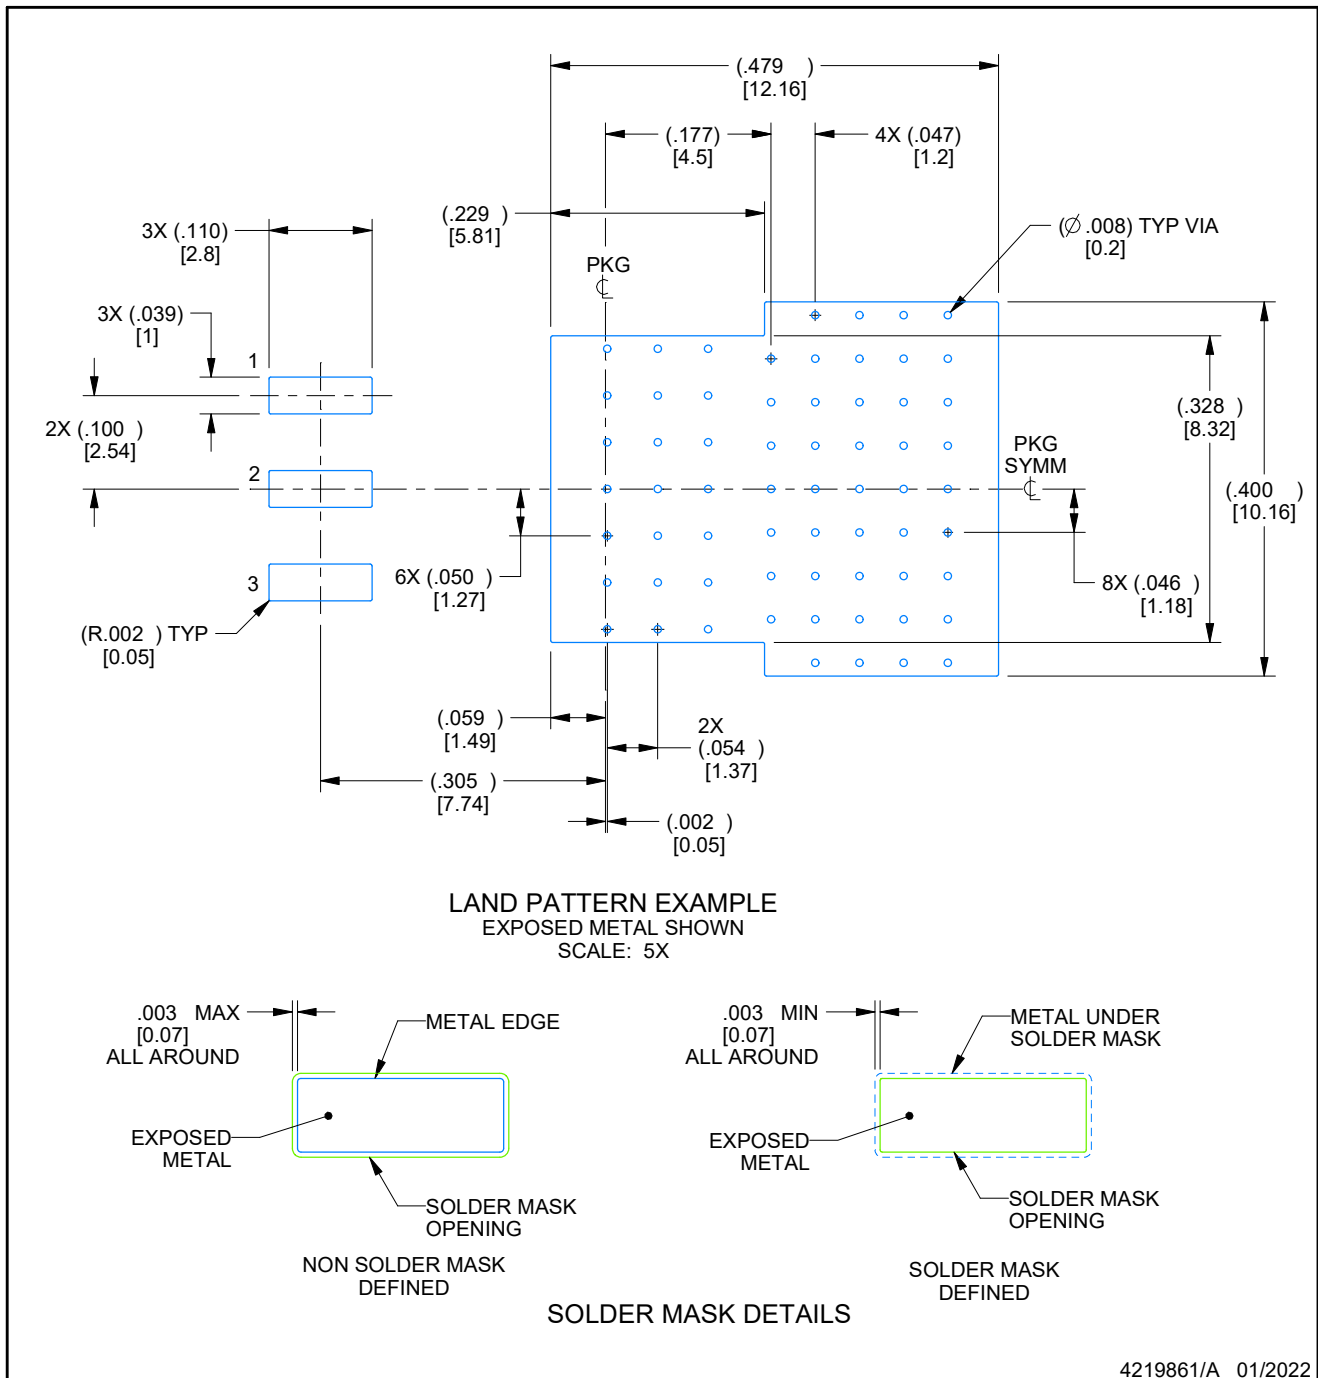 (.479 )
[12.16]
(.177)
[4.5]
4X (.047)
[1.2]
(.229 )
[5.81]
3X (.110)
[2.8]
(Ø .008) TYP VIA
[0.2]
PKG
℄
3X (.039)
[1]
1
2X (.100 )
[2.54]
(.328 )
[8.32]
PKG
SYMM
℄
2
(.400 )
[10.16]
6X (.050 )
[1.27]
3
8X (.046 )
[1.18]
(R.002 ) TYP
[0.05]
(.059 )
[1.49]
2X
(.054 )
[1.37]
(.305 )
[7.74]
(.002 )
[0.05]
LAND PATTERN EXAMPLE
EXPOSED METAL SHOWN
SCALE: 5X
.003 MAX
[0.07]
ALL AROUND
METAL EDGE
EXPOSED
METAL
SOLDER MASK
OPENING
NON SOLDER MASK
DEFINED
.003 MIN
[0.07]
ALL AROUND
METAL UNDER
SOLDER MASK
EXPOSED
METAL
SOLDER MASK
OPENING
SOLDER MASK
DEFINED
SOLDER MASK DETAILS
4219861/A 01/2022